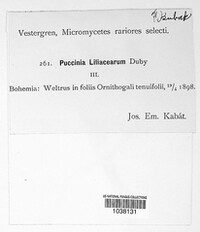 Vestergren, Micromycetes rariores selecti.
261. Puccinia Liliacearum Duby
III.
Bohemia: Weltrus in foliis Ornithogali tenuifolii, /4 1898.
Jos. Em. Kabát.
1038131